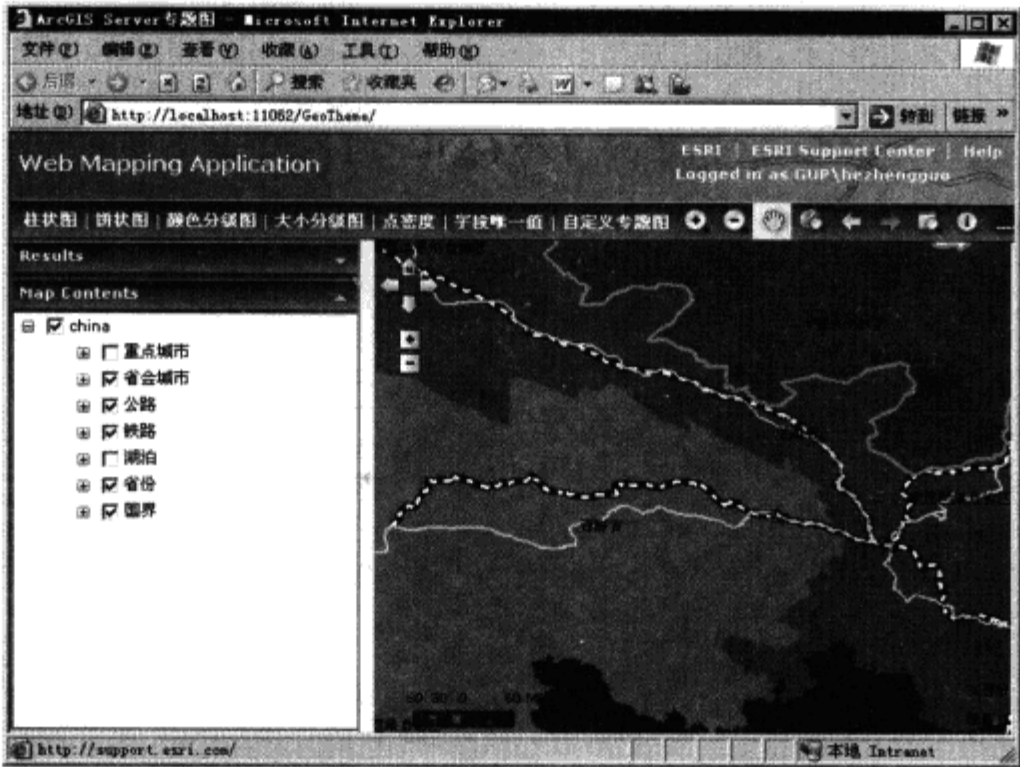 ArcGIS Server专题图 - Microsoft Internet Explorer
文件(F) 编辑(E) 查看(V) 收藏(A) 工具(T) 帮助(H)
后退 搜索 收藏夹
地址(D) http://localhost:11062/GeoTheme/ 转到 链接 »
Web Mapping Application
ESRI | ESRI Support Center | Help
Logged in as GUP\hezhengguo
柱状图 | 饼状图 | 颜色分级图 | 大小分级图 | 点密度 | 字段唯一值 | 自定义专题图
Results
Map Contents
china
重点城市
省会城市
公路
铁路
湖泊
省份
国界
http://support.esri.com/
本地 Intranet